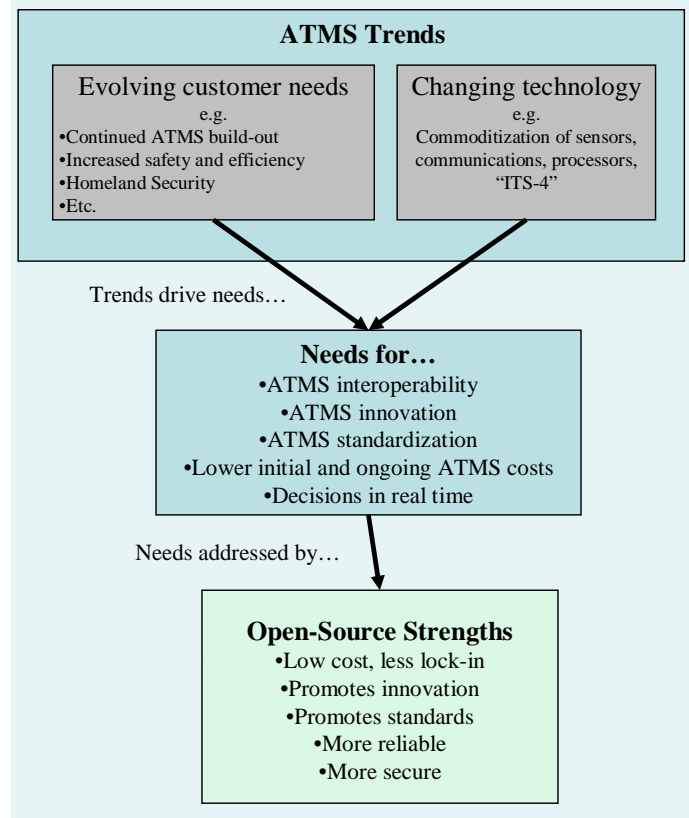 ATMS Trends
Evolving customer needs
e.g.
•Continued ATMS build-out
•Increased safety and efficiency
•Homeland Security
•Etc.
Changing technology
e.g.
Commoditization of sensors,
communications, processors,
“ITS-4”
Trends drive needs…
Needs for…
•ATMS interoperability
•ATMS innovation
•ATMS standardization
•Lower initial and ongoing ATMS costs
•Decisions in real time
Needs addressed by…
Open-Source Strengths
•Low cost, less lock-in
•Promotes innovation
•Promotes standards
•More reliable
•More secure